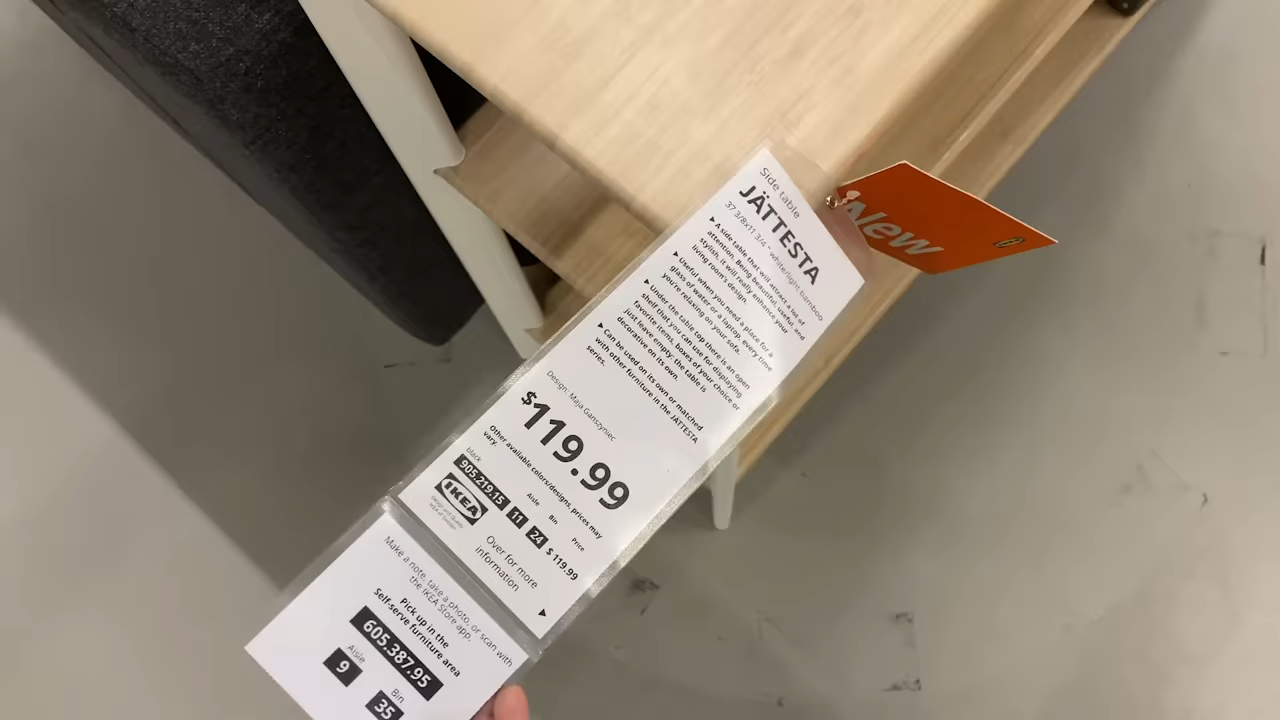 Side table
JÄTTESTA
37 3/8x11 3/4" white/light bamboo
▶A side table that will attract a lot of
attention. Being beautiful, useful, and
stylish, it will really enhance your
living room's design.
▶Useful when you need a place for a
glass of water or a laptop, every time
you're relaxing on your sofa.
▶Under the table top there is an open
shelf that you can use for displaying
favorite items, boxes of your choice or
just leave empty; the table is
decorative on its own.
▶Can be used on its own or matched
with other furniture in the JÄTTESTA
series.
Design: Maja Ganszyniec
$119.99
Other available colors/designs, prices may
vary.
Aisle Bin Price
black
905.219.15 11 24 $ 119.99
IKEA
Design and Quality
IKEA of Sweden
Over for more
information
▶
New
Make a note, take a photo, or scan with
the IKEA Store app.
Pick up in the
Self-serve furniture area
605.387.95
Aisle Bin
9 35